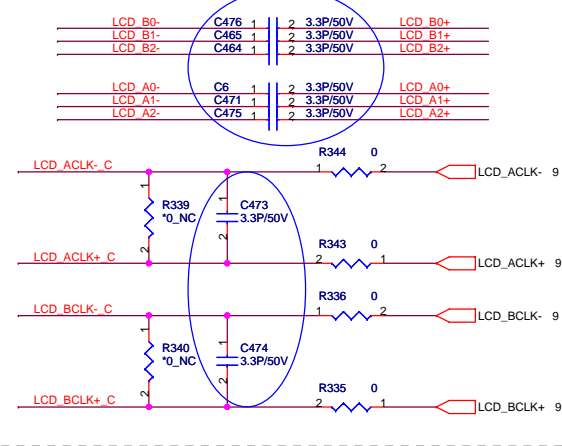 LCD_B0- C476 1 2 3.3P/50V LCD_B0+
LCD_B1- C465 1 2 3.3P/50V LCD_B1+
LCD_B2- C464 1 2 3.3P/50V LCD_B2+
LCD_A0- C6 1 2 3.3P/50V LCD_A0+
LCD_A1- C471 1 2 3.3P/50V LCD_A1+
LCD_A2- C475 1 2 3.3P/50V LCD_A2+
R344 0
LCD_ACLK-_C 1 2 LCD_ACLK- 9
1 1
R339 C473
*0_NC 3.3P/50V
2 2
R343 0
LCD_ACLK+_C 2 1 LCD_ACLK+ 9
R336 0
LCD_BCLK-_C 1 2 LCD_BCLK- 9
1 1
R340 C474
*0_NC 3.3P/50V
2 2
R335 0
LCD_BCLK+_C 2 1 LCD_BCLK+ 9